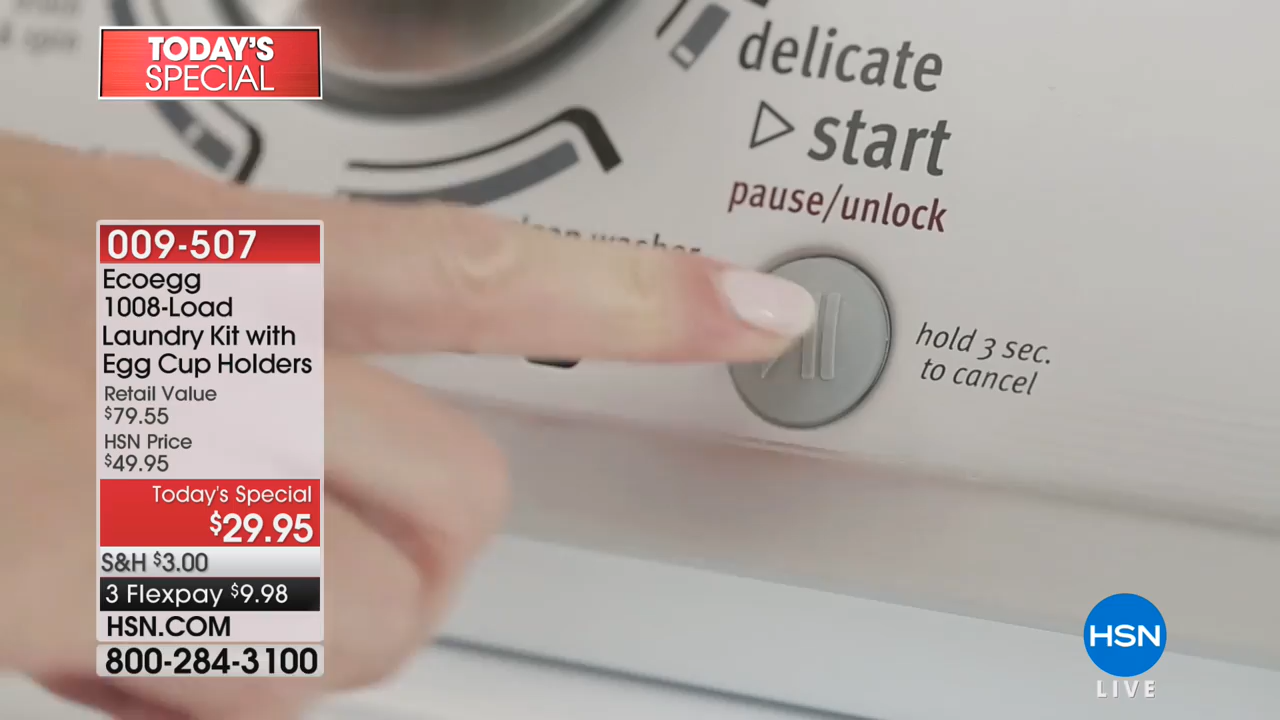 TODAY'S
SPECIAL
delicate
start
pause/unlock
washer
hold 3 sec.
to cancel
009-507
Ecoegg
1008-Load
Laundry Kit with
Egg Cup Holders
Retail Value
$79.55
HSN Price
$49.95
Today's Special
$29.95
S&H $3.00
3 Flexpay $9.98
HSN.COM
800-284-3100
HSN
LIVE